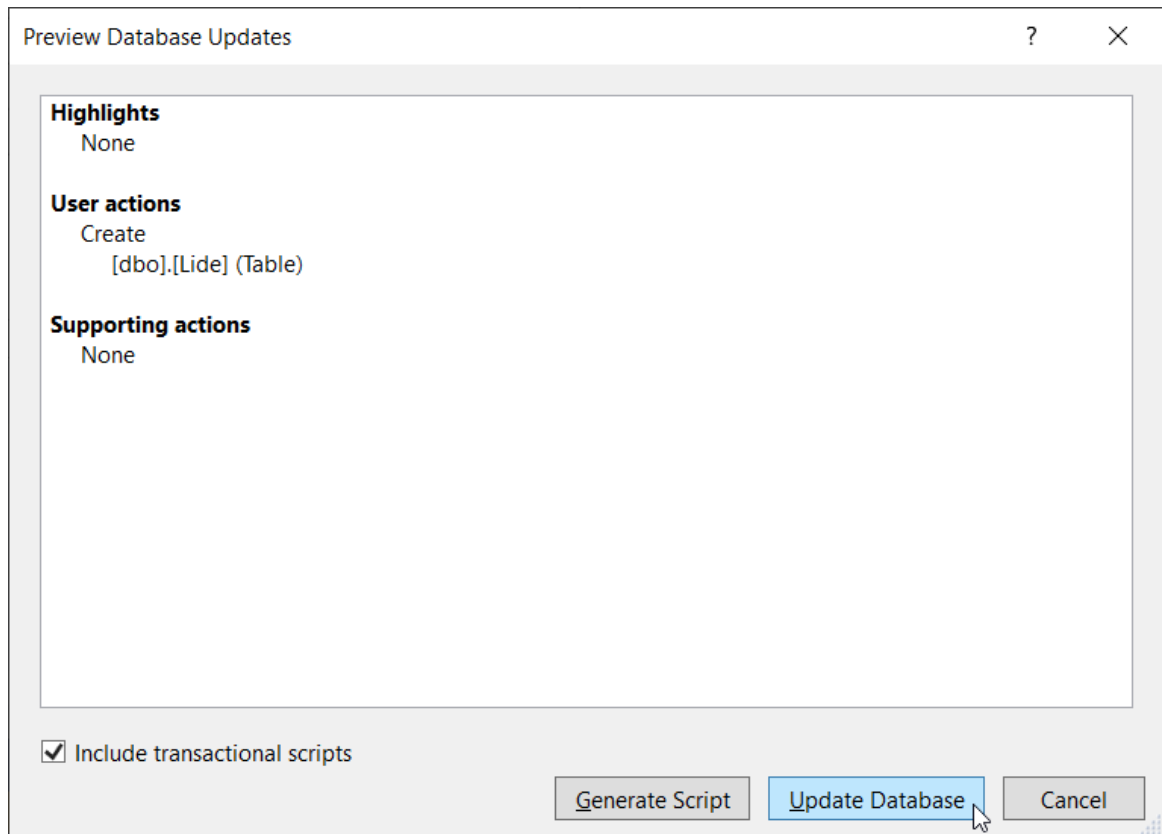 Preview Database Updates ?
Highlights
None
User actions
Create
[dbo].[Lide] (Table)
Supporting actions
None
Include transactional scripts
Generate Script Update Database Cancel